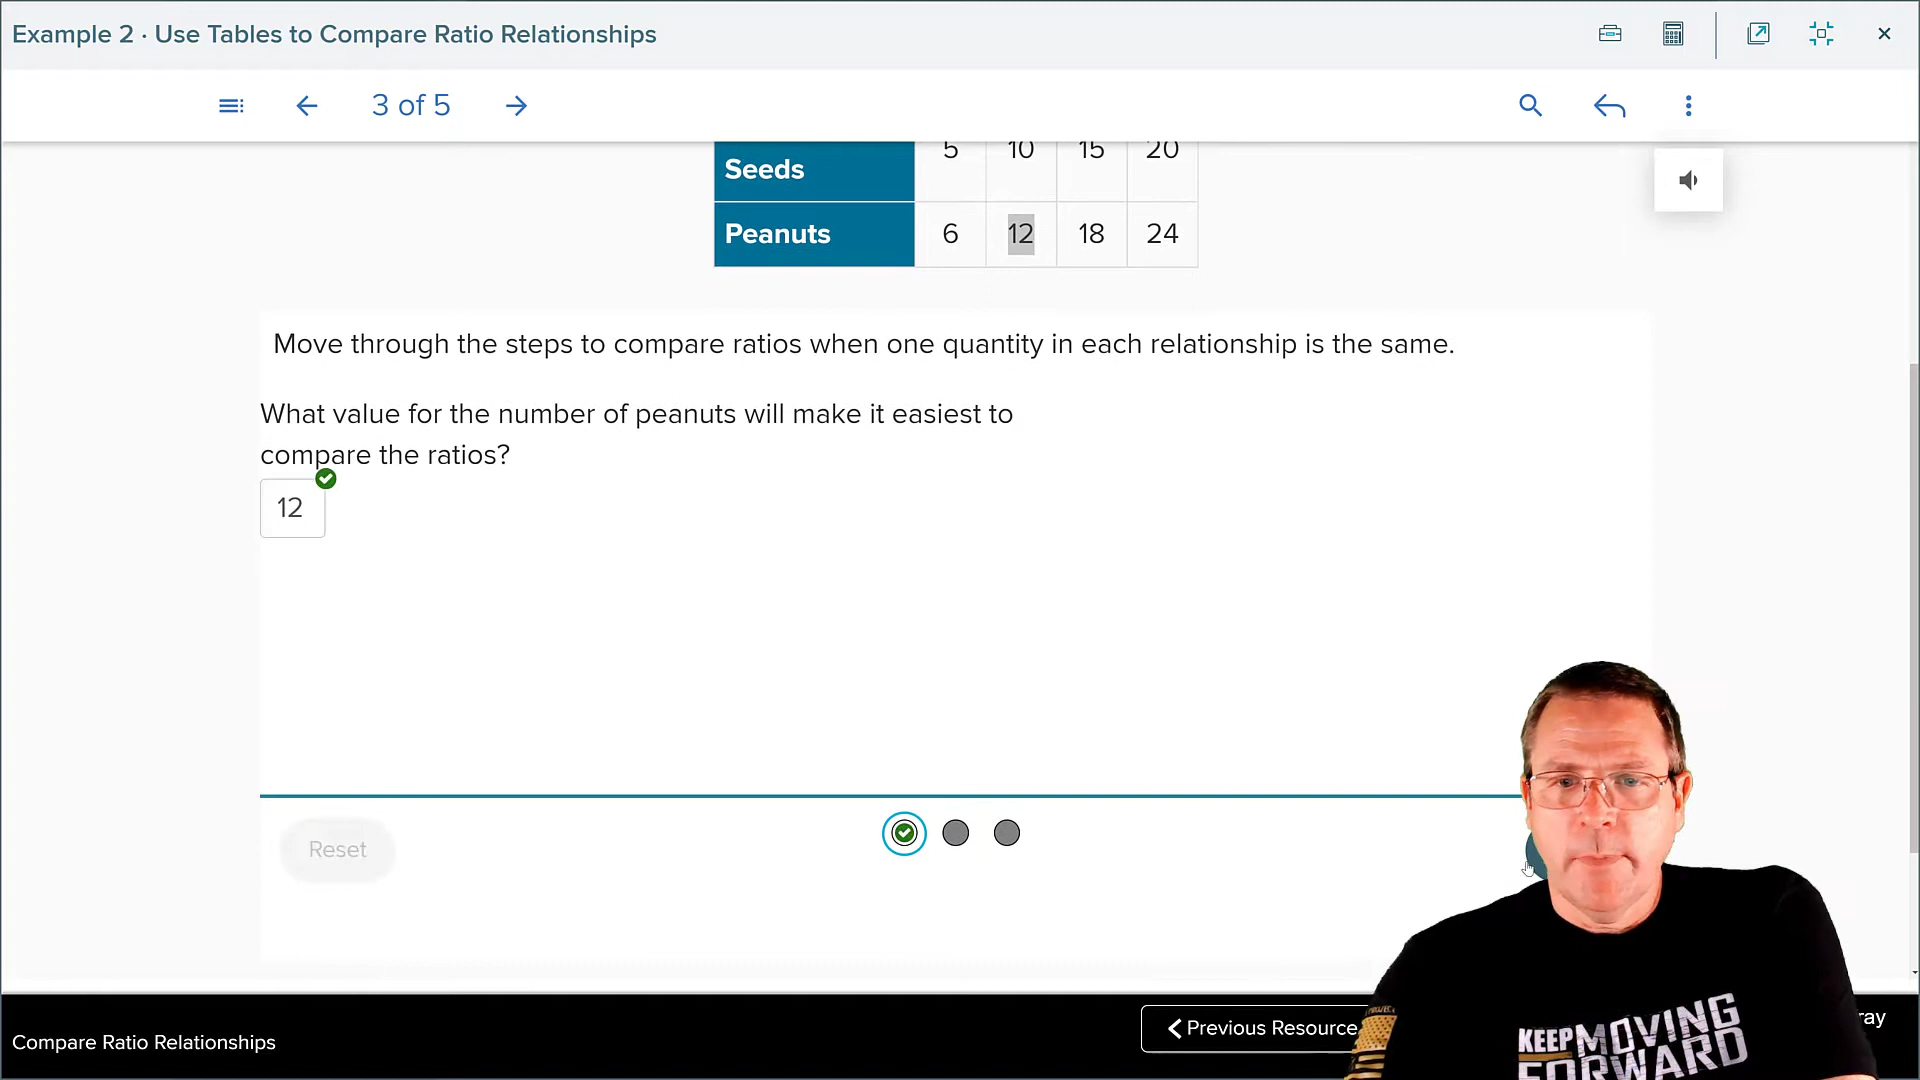 Example 2 · Use Tables to Compare Ratio Relationships
3 of 5
Seeds 5 10 15 20
Peanuts 6 12 18 24
Move through the steps to compare ratios when one quantity in each relationship is the same.
What value for the number of peanuts will make it easiest to
compare the ratios?
12
Reset
Previous Resource
Compare Ratio Relationships
KEEP MOVING
FORWARD